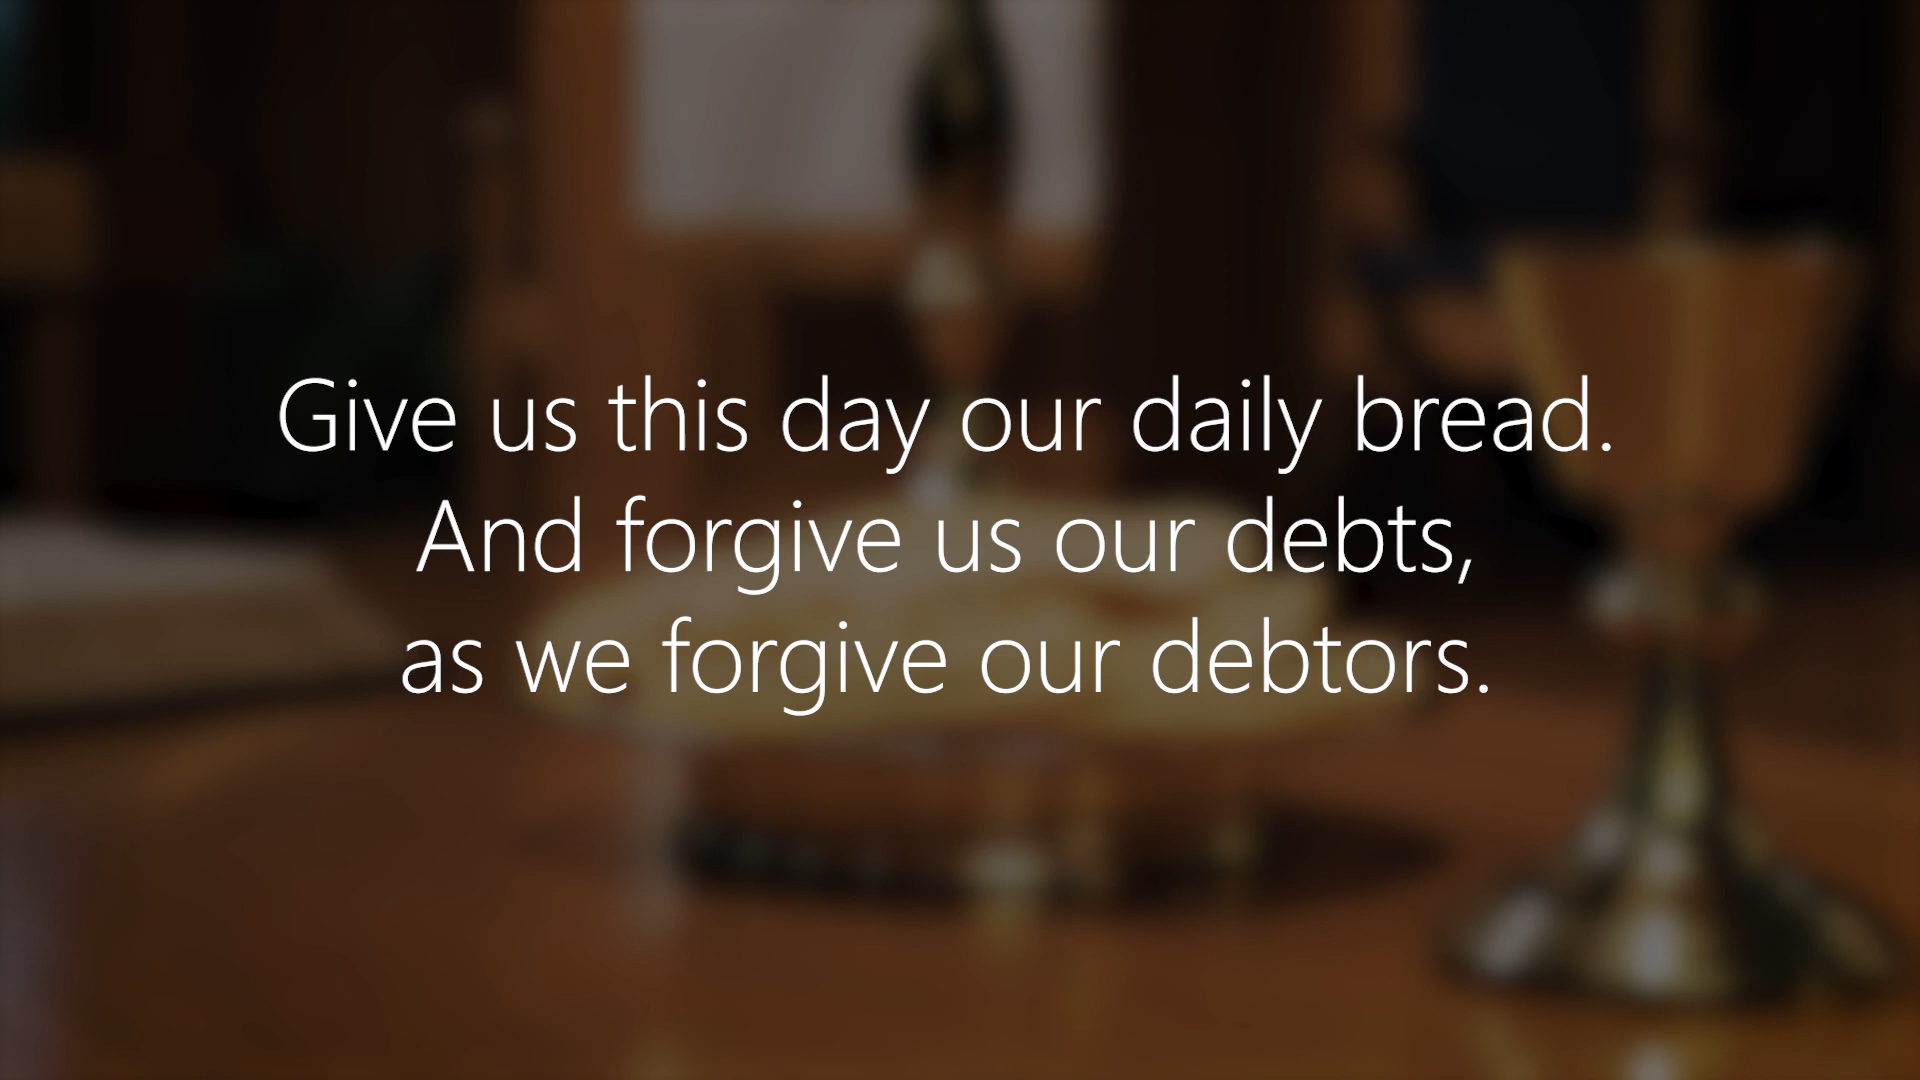 Give us this day our daily bread.
And forgive us our debts,
as we forgive our debtors.